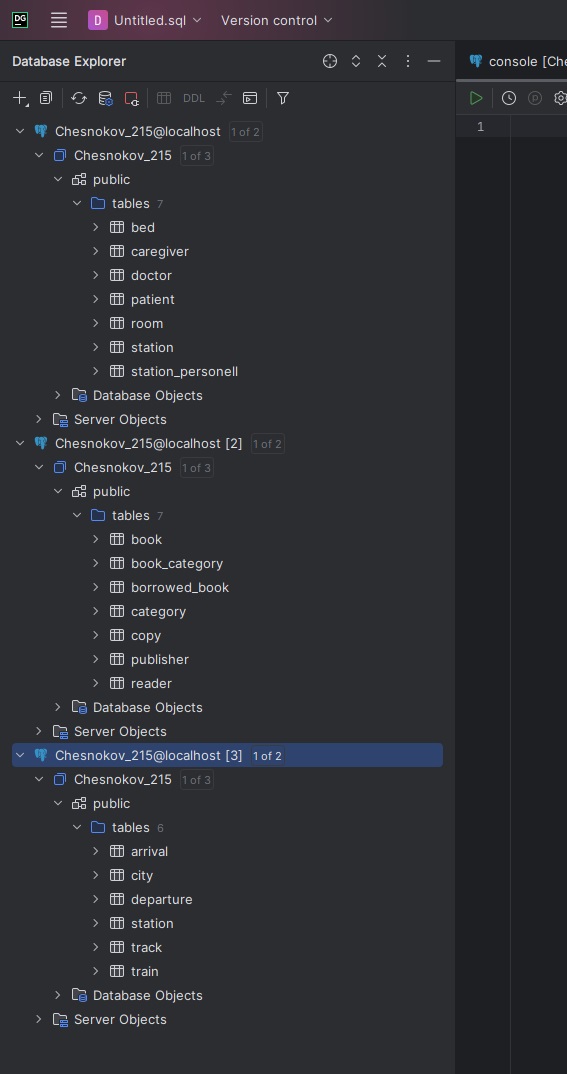 DG D Untitled.sql Version control
Database Explorer
console [Che
DDL
1
Chesnokov_215@localhost 1 of 2
Chesnokov_215 1 of 3
public
tables 7
bed
caregiver
doctor
patient
room
station
station_personell
Database Objects
Server Objects
Chesnokov_215@localhost [2] 1 of 2
Chesnokov_215 1 of 3
public
tables 7
book
book_category
borrowed_book
category
copy
publisher
reader
Database Objects
Server Objects
Chesnokov_215@localhost [3] 1 of 2
Chesnokov_215 1 of 3
public
tables 6
arrival
city
departure
station
track
train
Database Objects
Server Objects